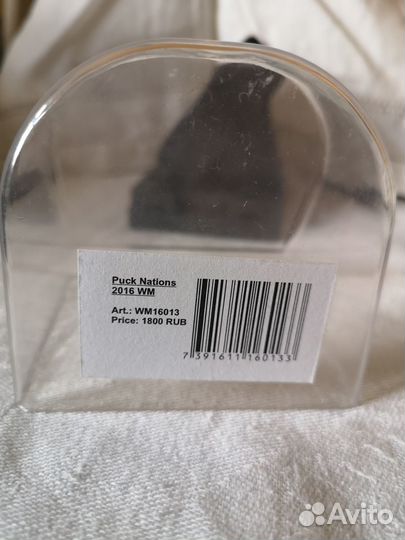 Puck Nations
2016 WM
Art.: WM16013
Price: 1800 RUB
7 391611 160133
Avito